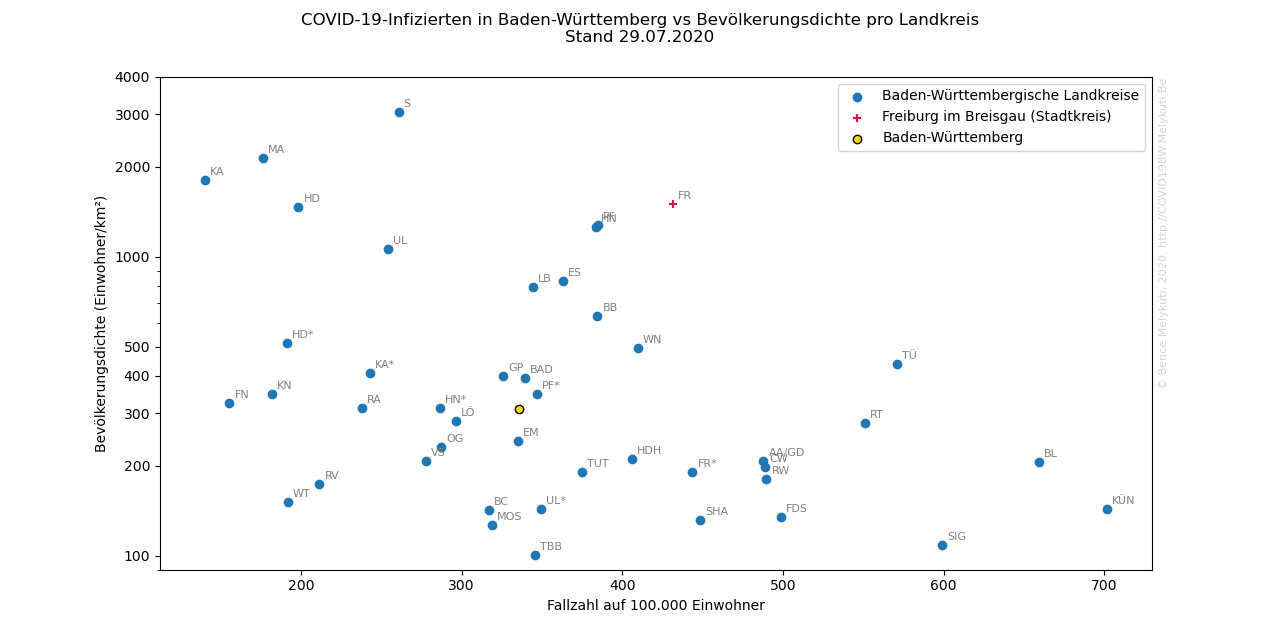 COVID-19-Infizierten in Baden-Württemberg vs Bevölkerungsdichte pro Landkreis
Stand 29.07.2020
Bevölkerungsdichte (Einwohner/km²)
4000
3000
2000
1000
500
400
300
200
100
Baden-Württembergische Landkreise
Freiburg im Breisgau (Stadtkreis)
Baden-Württemberg
S
MA
KA
HD
FR
PF
HN
UL
ES
LB
BB
HD*
WN
TÜ
KA*
GP
BAD
KN
PF*
FN
RA
HN*
LÖ
RT
EM
OG
VS
HDH
AA/GD
CW
BL
TUT
FR*
RW
RV
WT
BC
UL*
KÜN
MOS
SHA
FDS
TBB
SIG
200
300
400
500
600
700
Fallzahl auf 100.000 Einwohner
© Bence Mélykúti, 2020. http://COVID19BW.Melykuti.Be